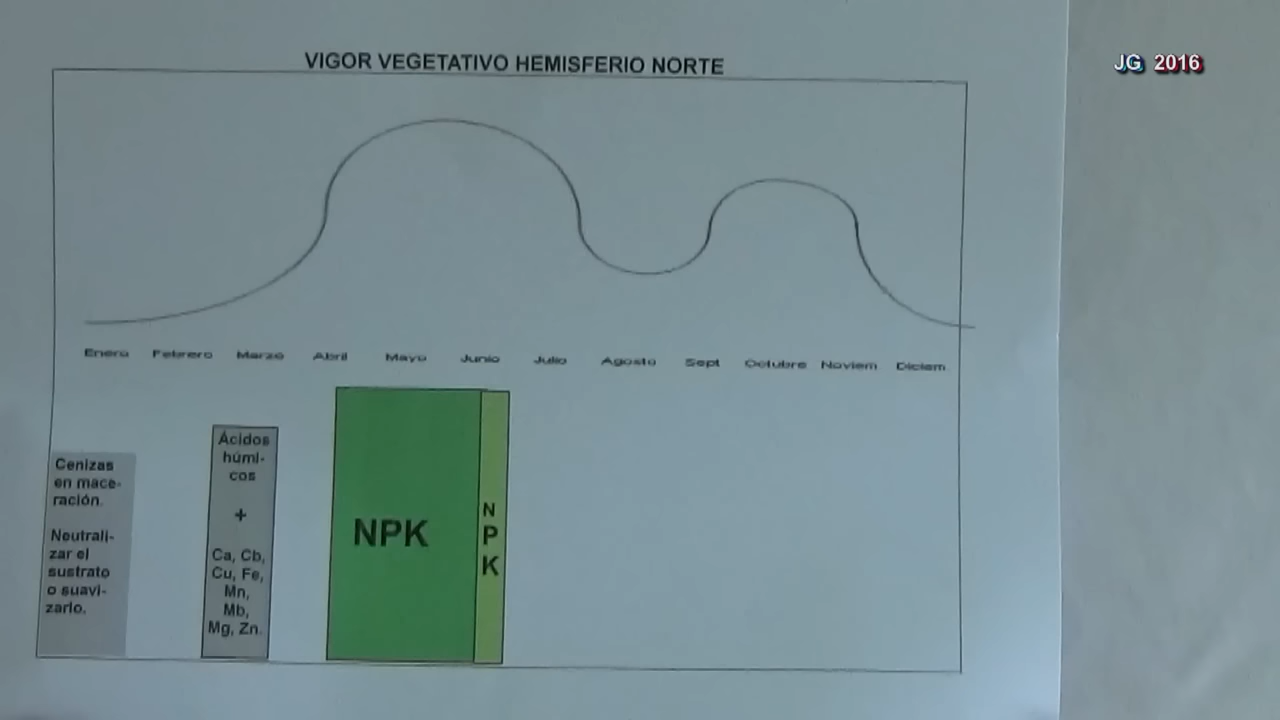 VIGOR VEGETATIVO HEMISFERIO NORTE
JG 2016
Enero Febrero Marzo Abril Mayo Junio Julio Agosto Sept Octubre Noviem Diciem.
Cenizas
en mace-
ración.
Neutrali-
zar el
sustrato
o suavi-
zarlo.
Ácidos
húmi-
cos
+
Ca, Cb,
Cu, Fe,
Mn,
Mb,
Mg, Zn.
NPK
N
P
K